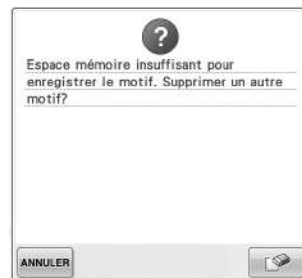 ?
Espace mémoire insuffisant pour
enregistrer le motif. Supprimer un autre
motif?
ANNULER